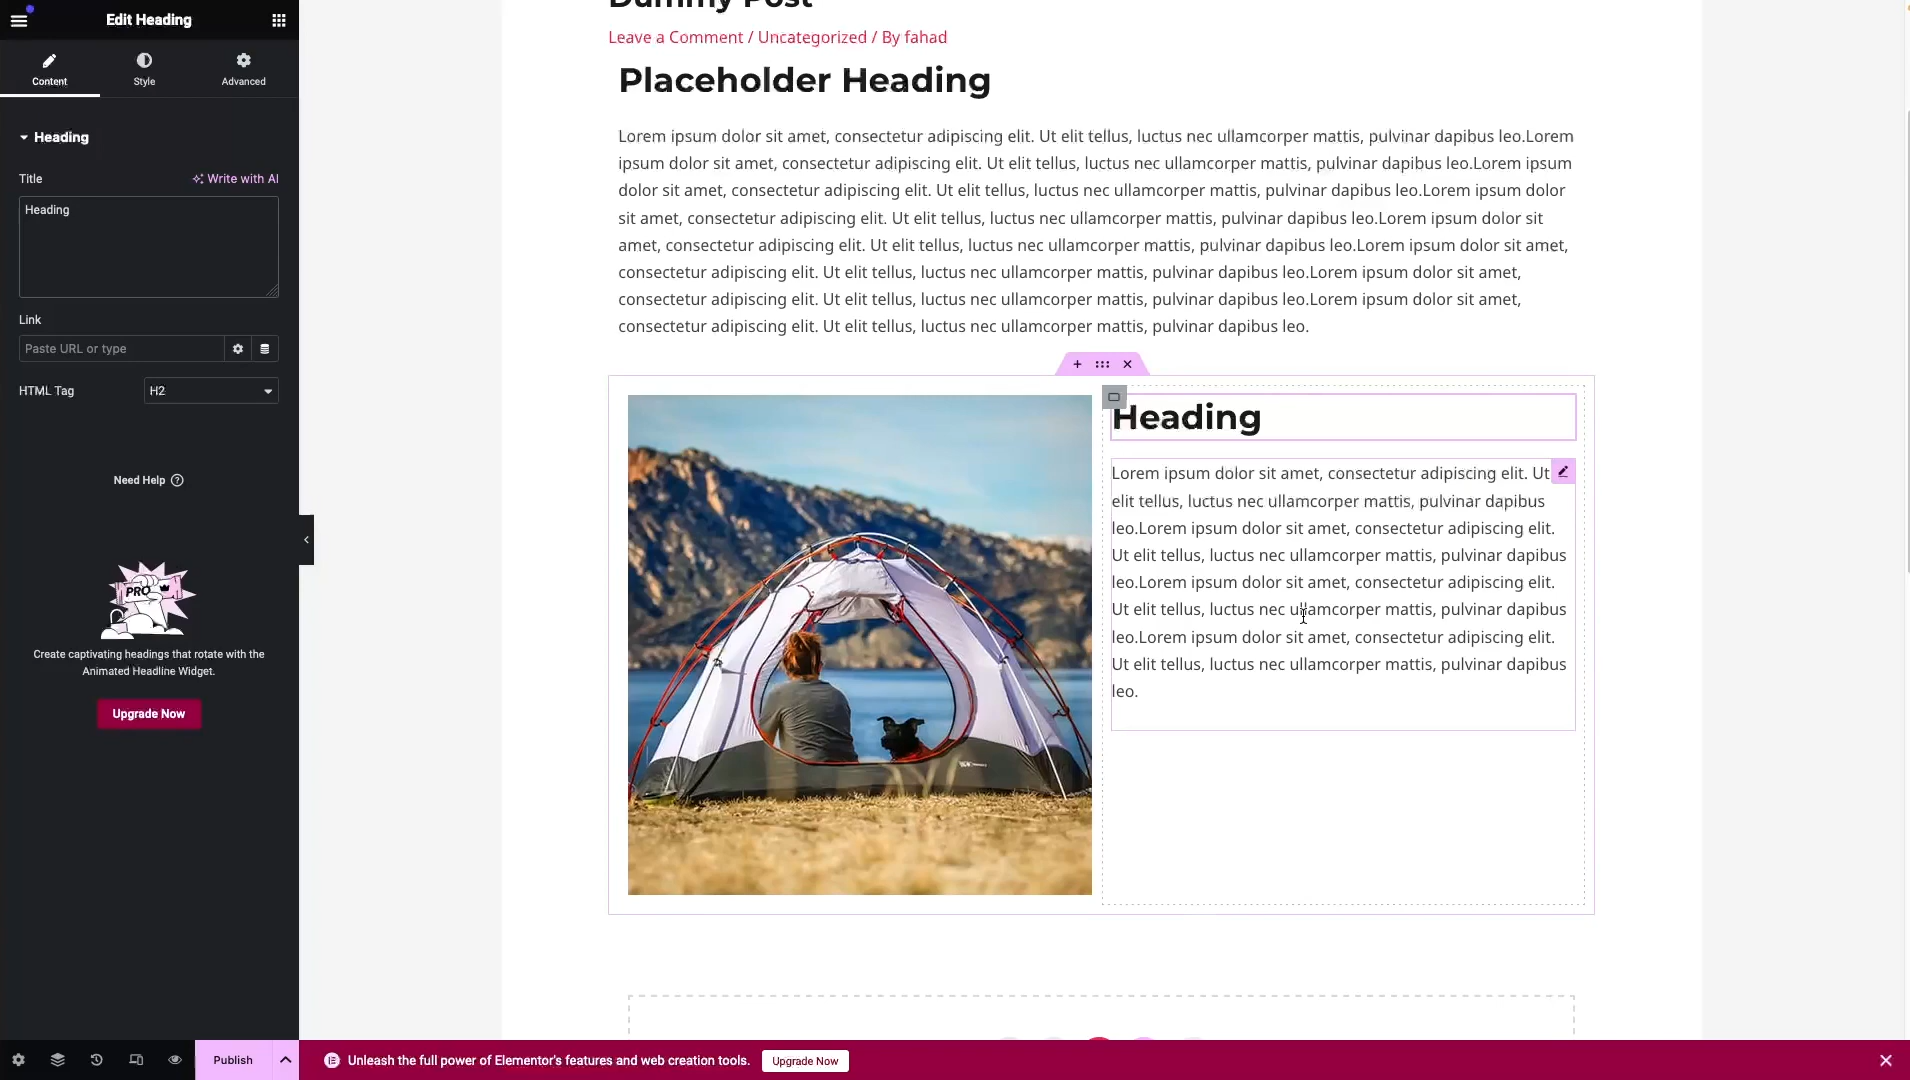 Edit Heading
Content
Style
Advanced
Heading
Title
Write with AI
Heading
Link
Paste URL or type
HTML Tag
H2
Need Help
PRO
Create captivating headings that rotate with the
Animated Headline Widget.
Upgrade Now
Publish
Dummy Post
Leave a Comment / Uncategorized / By fahad
Placeholder Heading
Lorem ipsum dolor sit amet, consectetur adipiscing elit. Ut elit tellus, luctus nec ullamcorper mattis, pulvinar dapibus leo.Lorem
ipsum dolor sit amet, consectetur adipiscing elit. Ut elit tellus, luctus nec ullamcorper mattis, pulvinar dapibus leo.Lorem ipsum
dolor sit amet, consectetur adipiscing elit. Ut elit tellus, luctus nec ullamcorper mattis, pulvinar dapibus leo.Lorem ipsum dolor
sit amet, consectetur adipiscing elit. Ut elit tellus, luctus nec ullamcorper mattis, pulvinar dapibus leo.Lorem ipsum dolor sit
amet, consectetur adipiscing elit. Ut elit tellus, luctus nec ullamcorper mattis, pulvinar dapibus leo.Lorem ipsum dolor sit amet,
consectetur adipiscing elit. Ut elit tellus, luctus nec ullamcorper mattis, pulvinar dapibus leo.Lorem ipsum dolor sit amet,
consectetur adipiscing elit. Ut elit tellus, luctus nec ullamcorper mattis, pulvinar dapibus leo.Lorem ipsum dolor sit amet,
consectetur adipiscing elit. Ut elit tellus, luctus nec ullamcorper mattis, pulvinar dapibus leo.
Heading
Lorem ipsum dolor sit amet, consectetur adipiscing elit. Ut
elit tellus, luctus nec ullamcorper mattis, pulvinar dapibus
leo.Lorem ipsum dolor sit amet, consectetur adipiscing elit.
Ut elit tellus, luctus nec ullamcorper mattis, pulvinar dapibus
leo.Lorem ipsum dolor sit amet, consectetur adipiscing elit.
Ut elit tellus, luctus nec ullamcorper mattis, pulvinar dapibus
leo.Lorem ipsum dolor sit amet, consectetur adipiscing elit.
Ut elit tellus, luctus nec ullamcorper mattis, pulvinar dapibus
leo.
Unleash the full power of Elementor's features and web creation tools.
Upgrade Now